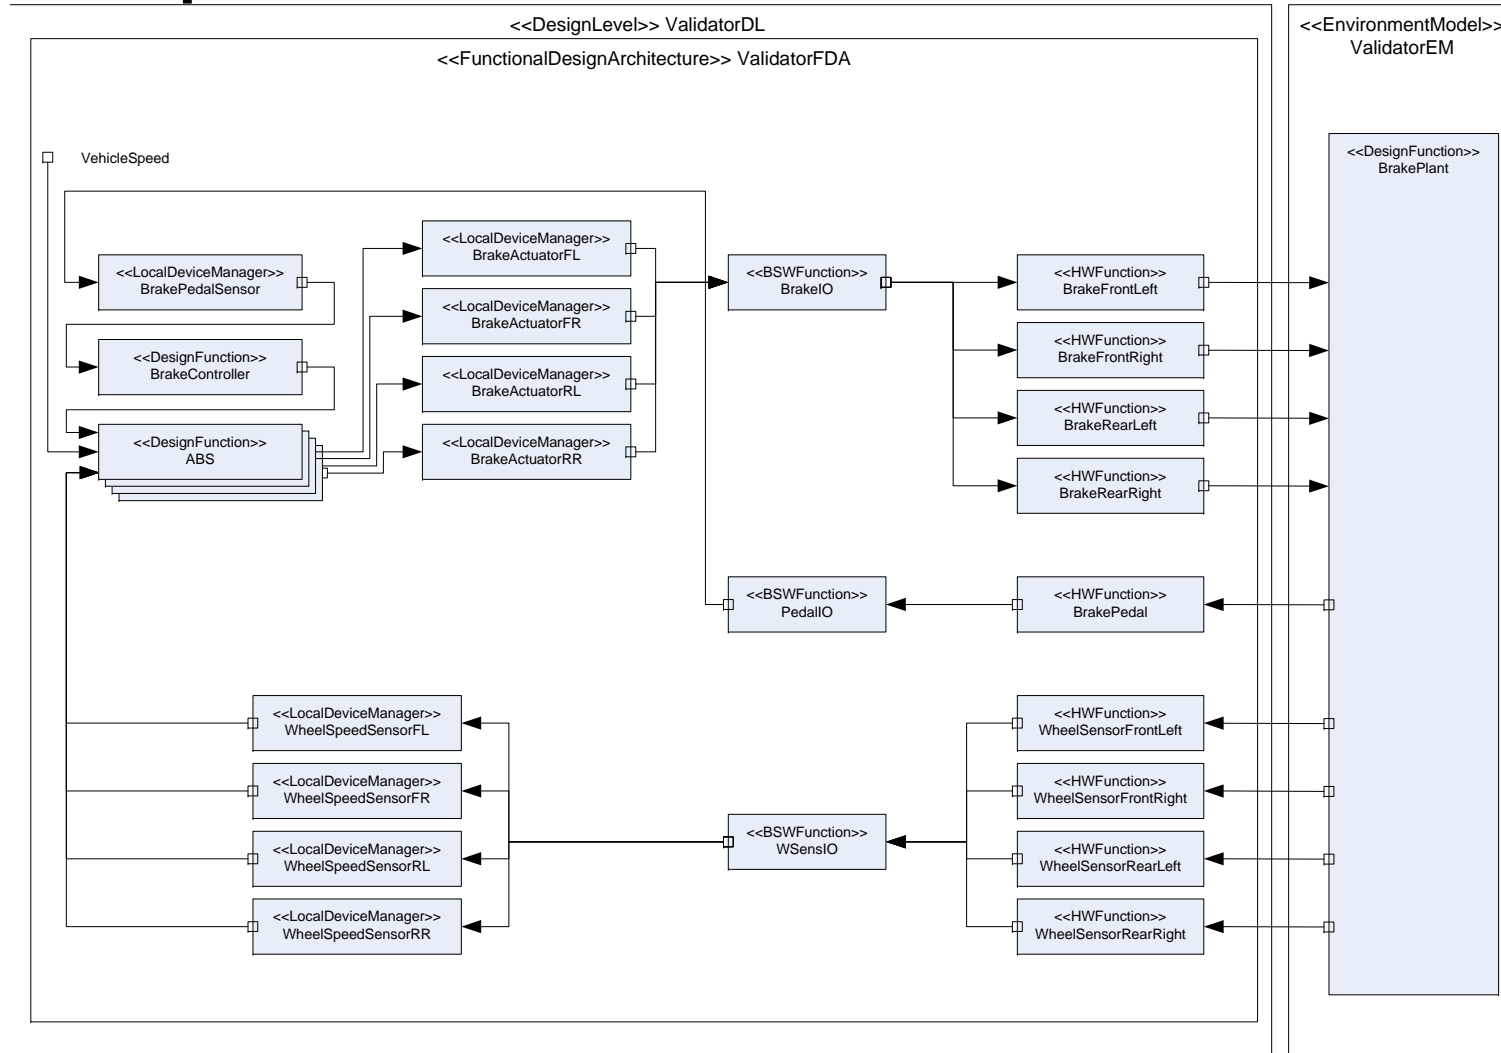 <<DesignLevel>> ValidatorDL
<<EnvironmentModel>>
ValidatorEM
<<FunctionalDesignArchitecture>> ValidatorFDA
<<DesignFunction>>
BrakePlant
VehicleSpeed
<<LocalDeviceManager>>
BrakePedalSensor
<<DesignFunction>>
BrakeController
<<DesignFunction>>
ABS
<<LocalDeviceManager>>
BrakeActuatorFL
<<LocalDeviceManager>>
BrakeActuatorFR
<<LocalDeviceManager>>
BrakeActuatorRL
<<LocalDeviceManager>>
BrakeActuatorRR
<<BSWFunction>>
BrakeIO
<<HWFunction>>
BrakeFrontLeft
<<HWFunction>>
BrakeFrontRight
<<HWFunction>>
BrakeRearLeft
<<HWFunction>>
BrakeRearRight
<<BSWFunction>>
PedalIO
<<HWFunction>>
BrakePedal
<<LocalDeviceManager>>
WheelSpeedSensorFL
<<LocalDeviceManager>>
WheelSpeedSensorFR
<<LocalDeviceManager>>
WheelSpeedSensorRL
<<LocalDeviceManager>>
WheelSpeedSensorRR
<<BSWFunction>>
WSensIO
<<HWFunction>>
WheelSensorFrontLeft
<<HWFunction>>
WheelSensorFrontRight
<<HWFunction>>
WheelSensorRearLeft
<<HWFunction>>
WheelSensorRearRight